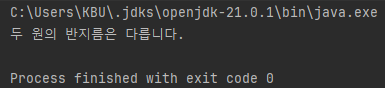 C:\Users\KBU\.jdks\openjdk-21.0.1\bin\java.exe
두 원의 반지름은 다릅니다.
Process finished with exit code 0